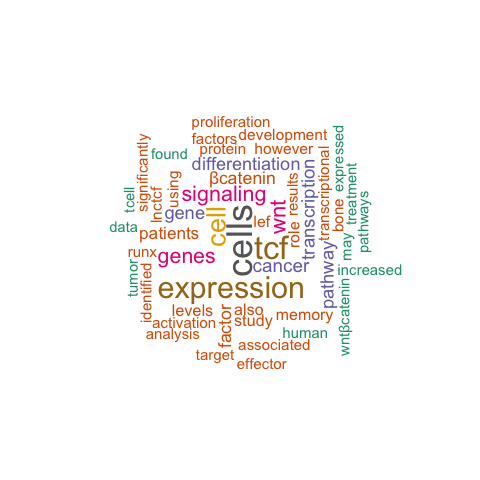 proliferation
factors development
protein however
found differentiation
βcatenin
significantly
tcell
lnctcf
using
signaling
gene
cell
cells
lef
wnt
role results
transcription
transcriptional
bone
expressed
treatment
may
pathways
data
patients
tcf
runx
genes
cancer
pathway
increased
tumor
identified
expression
levels
factor
also
memory
activation
study
wntβcatenin
analysis
human
associated
target
effector